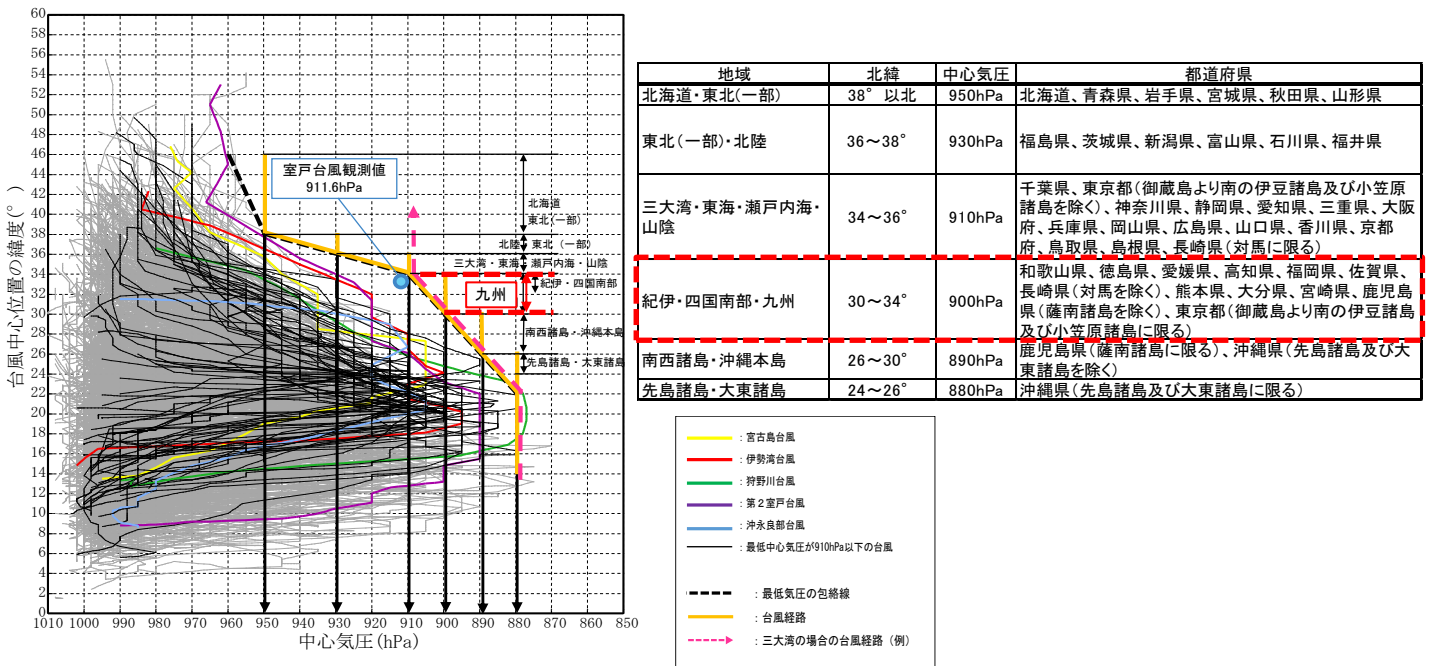 60
58
56
54
52
50
48
46
44
42
40
38
36
34
32
30
28
26
24
22
20
18
16
14
12
10
8
6
4
2
0
台風中心位置の緯度(°)
1010 1000 990 980 970 960 950 940 930 920 910 900 890 880 870 860 850
中心気圧(hPa)
室戸台風観測値
911.6hPa
北海道
東北(一部)
北陸・東北(一部)
三大湾・東海・瀬戸内海・山陰
紀伊・四国南部
九州
南西諸島・沖縄本島
先島諸島・大東諸島
地域 北緯 中心気圧 都道府県
北海道・東北(一部) 38°以北 950hPa 北海道、青森県、岩手県、宮城県、秋田県、山形県
東北(一部)・北陸 36～38° 930hPa 福島県、茨城県、新潟県、富山県、石川県、福井県
三大湾・東海・瀬戸内海・
山陰
34～36° 910hPa
千葉県、東京都(御蔵島より南の伊豆諸島及び小笠原
諸島を除く)、神奈川県、静岡県、愛知県、三重県、大阪
府、兵庫県、岡山県、広島県、山口県、香川県、京都
府、鳥取県、島根県、長崎県(対馬に限る)
紀伊・四国南部・九州 30～34° 900hPa
和歌山県、徳島県、愛媛県、高知県、福岡県、佐賀県、
長崎県(対馬を除く)、熊本県、大分県、宮崎県、鹿児島
県(薩南諸島を除く)、東京都(御蔵島より南の伊豆諸島
及び小笠原諸島に限る)
南西諸島・沖縄本島 26～30° 890hPa
鹿児島県(薩南諸島に限る)、沖縄県(先島諸島及び大
東諸島を除く)
先島諸島・大東諸島 24～26° 880hPa 沖縄県(先島諸島及び大東諸島に限る)
：宮古島台風
：伊勢湾台風
：狩野川台風
：第2室戸台風
：沖永良部台風
：最低中心気圧が910hPa以下の台風
：最低気圧の包絡線
：台風経路
：三大湾の場合の台風経路(例)